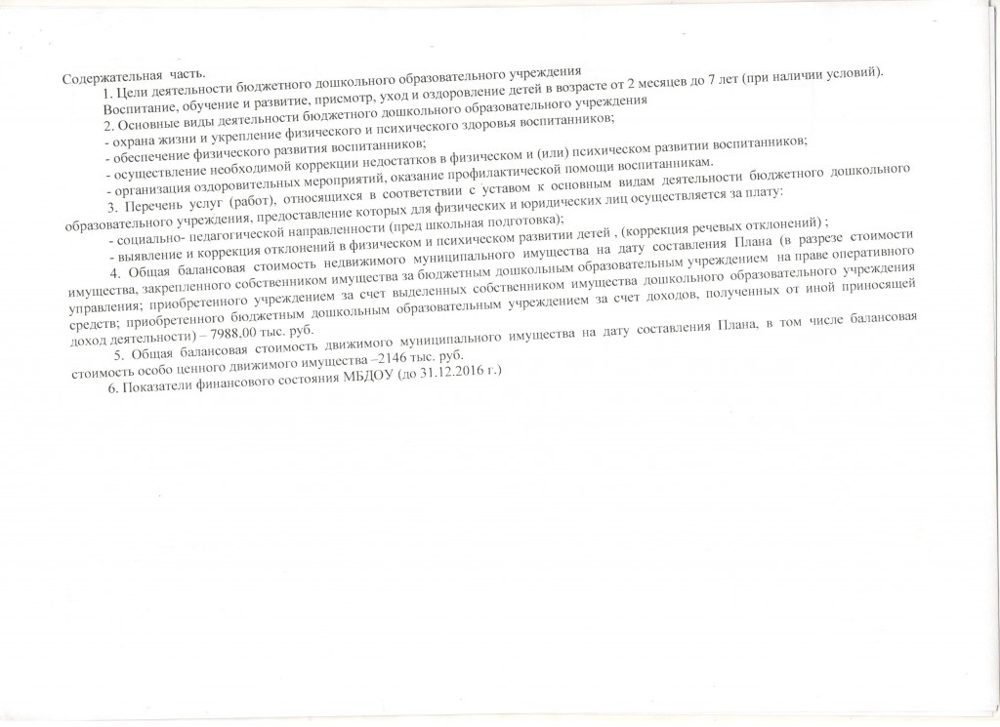 Содержательная часть.
1. Цели деятельности бюджетного дошкольного образовательного учреждения
Воспитание, обучение и развитие, присмотр, уход и оздоровление детей в возрасте от 2 месяцев до 7 лет (при наличии условий).
2. Основные виды деятельности бюджетного дошкольного образовательного учреждения
- охрана жизни и укрепление физического и психического здоровья воспитанников;
- обеспечение физического развития воспитанников;
- осуществление необходимой коррекции недостатков в физическом и (или) психическом развитии воспитанников;
- организация оздоровительных мероприятий, оказание профилактической помощи воспитанникам.
3. Перечень услуг (работ), относящихся в соответствии с уставом к основным видам деятельности бюджетного дошкольного
образовательного учреждения, предоставление которых для физических и юридических лиц осуществляется за плату:
- социально- педагогической направленности (пред школьная подготовка);
- выявление и коррекция отклонений в физическом и психическом развитии детей , (коррекция речевых отклонений) ;
4. Общая балансовая стоимость недвижимого муниципального имущества на дату составления Плана (в разрезе стоимости
имущества, закрепленного собственником имущества за бюджетным дошкольным образовательным учреждением на праве оперативного
управления; приобретенного учреждением за счет выделенных собственником имущества дошкольного образовательного учреждения
средств; приобретенного бюджетным дошкольным образовательным учреждением за счет доходов, полученных от иной приносящей
доход деятельности) – 7988,00 тыс. руб.
5. Общая балансовая стоимость движимого муниципального имущества на дату составления Плана, в том числе балансовая
стоимость особо ценного движимого имущества –2146 тыс. руб.
6. Показатели финансового состояния МБДОУ (до 31.12.2016 г.)